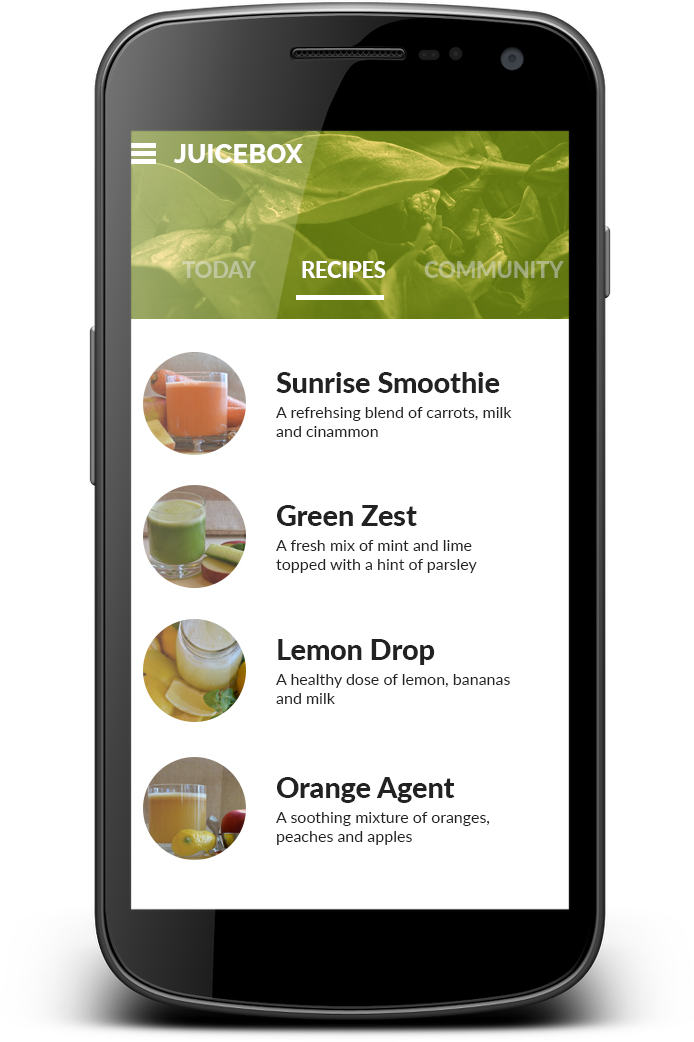 JUICEBOX
TODAY RECIPES COMMUNITY
Sunrise Smoothie
A refrehsing blend of carrots, milk
and cinammon
Green Zest
A fresh mix of mint and lime
topped with a hint of parsley
Lemon Drop
A healthy dose of lemon, bananas
and milk
Orange Agent
A soothing mixture of oranges,
peaches and apples